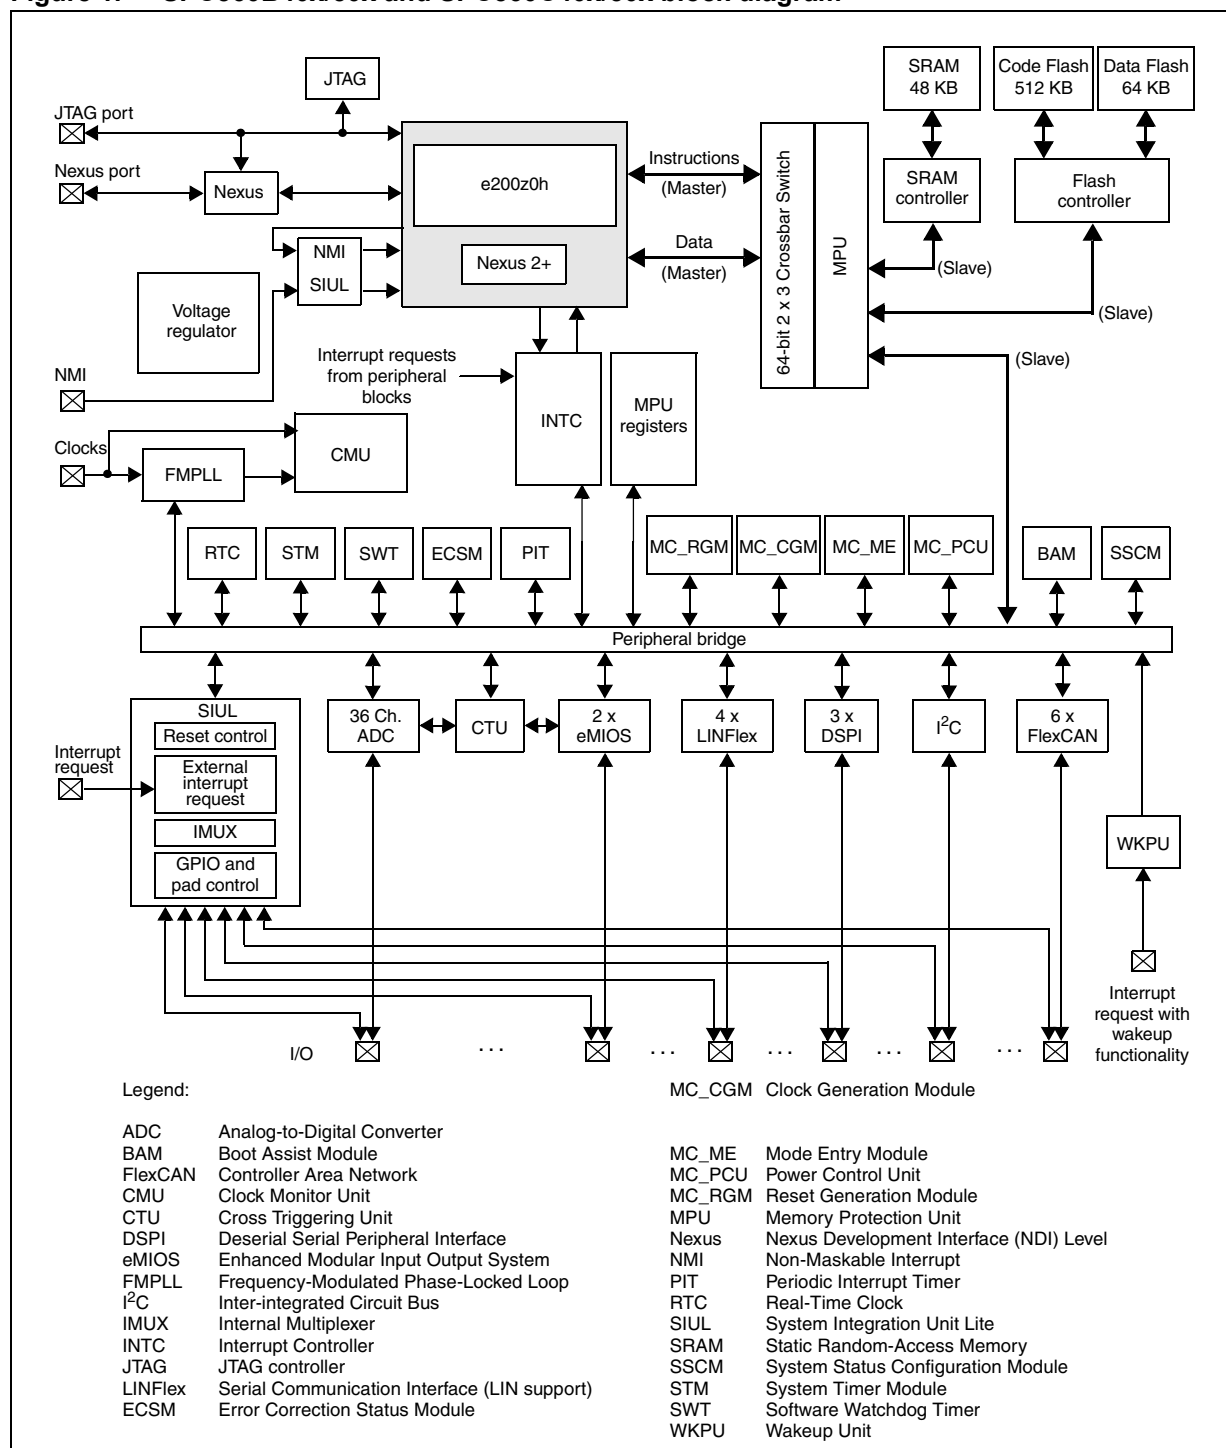 JTAG
SRAM
48 KB
Code Flash
512 KB
Data Flash
64 KB
JTAG port
Nexus port
Nexus
e200z0h
Nexus 2+
NMI
SIUL
Instructions
(Master)
Data
(Master)
64-bit 2 x 3 Crossbar Switch
MPU
SRAM
controller
Flash
controller
(Slave)
(Slave)
(Slave)
Voltage
regulator
NMI
Interrupt requests
from peripheral
blocks
INTC
MPU
registers
Clocks
FMPLL
CMU
RTC
STM
SWT
ECSM
PIT
MC_RGM
MC_CGM
MC_ME
MC_PCU
BAM
SSCM
Peripheral bridge
SIUL
Reset control
External
interrupt
request
IMUX
GPIO and
pad control
Interrupt
request
36 Ch.
ADC
CTU
2 x
eMIOS
4 x
LINFlex
3 x
DSPI
I²C
6 x
FlexCAN
WKPU
Interrupt
request with
wakeup
functionality
I/O
. . .
. . .
. . .
. . .
. . .
Legend:
ADC Analog-to-Digital Converter
BAM Boot Assist Module
FlexCAN Controller Area Network
CMU Clock Monitor Unit
CTU Cross Triggering Unit
DSPI Deserial Serial Peripheral Interface
eMIOS Enhanced Modular Input Output System
FMPLL Frequency-Modulated Phase-Locked Loop
I²C Inter-integrated Circuit Bus
IMUX Internal Multiplexer
INTC Interrupt Controller
JTAG JTAG controller
LINFlex Serial Communication Interface (LIN support)
ECSM Error Correction Status Module
MC_CGM Clock Generation Module
MC_ME Mode Entry Module
MC_PCU Power Control Unit
MC_RGM Reset Generation Module
MPU Memory Protection Unit
Nexus Nexus Development Interface (NDI) Level
NMI Non-Maskable Interrupt
PIT Periodic Interrupt Timer
RTC Real-Time Clock
SIUL System Integration Unit Lite
SRAM Static Random-Access Memory
SSCM System Status Configuration Module
STM System Timer Module
SWT Software Watchdog Timer
WKPU Wakeup Unit